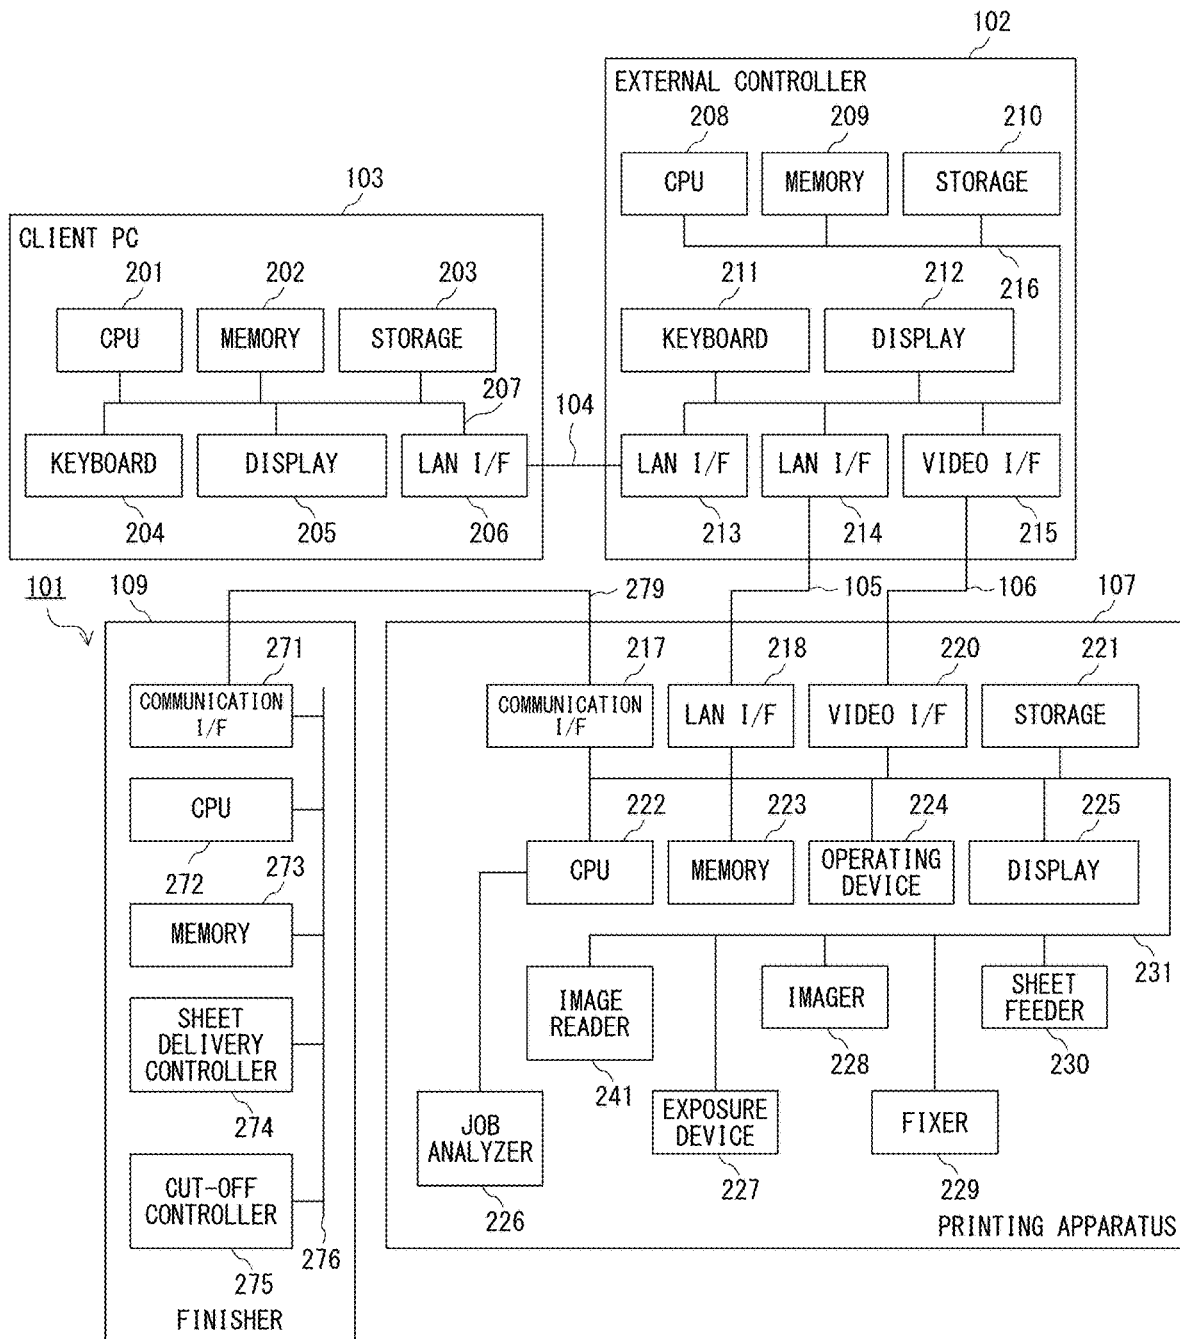 102
EXTERNAL CONTROLLER
208 209 210
CPU MEMORY STORAGE
216
211 212
KEYBOARD DISPLAY
LAN I/F LAN I/F VIDEO I/F
213 214 215
103
CLIENT PC
201 202 203
CPU MEMORY STORAGE
207
KEYBOARD DISPLAY LAN I/F
204 205 206
104
105
106
279
101
109
271
COMMUNICATION
I/F
CPU
272
273
MEMORY
SHEET
DELIVERY
CONTROLLER
274
CUT-OFF
CONTROLLER
275
276
FINISHER
107
217 218 220 221
COMMUNICATION
I/F
LAN I/F VIDEO I/F STORAGE
222 223 224 225
CPU MEMORY
OPERATING
DEVICE
DISPLAY
231
IMAGE
READER
241
IMAGER
228
SHEET
FEEDER
230
JOB
ANALYZER
226
EXPOSURE
DEVICE
227
FIXER
229
PRINTING APPARATUS